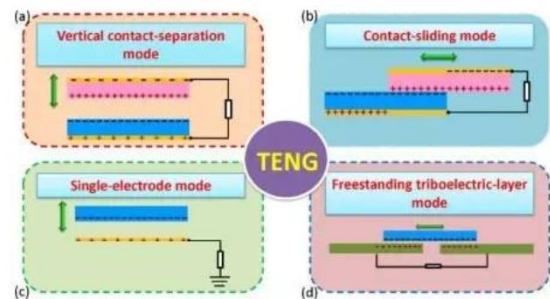 (a)
Vertical contact-separation
mode
(b)
Contact-sliding mode
TENG
Single-electrode mode
(c)
Freestanding triboelectric-layer
mode
(d)